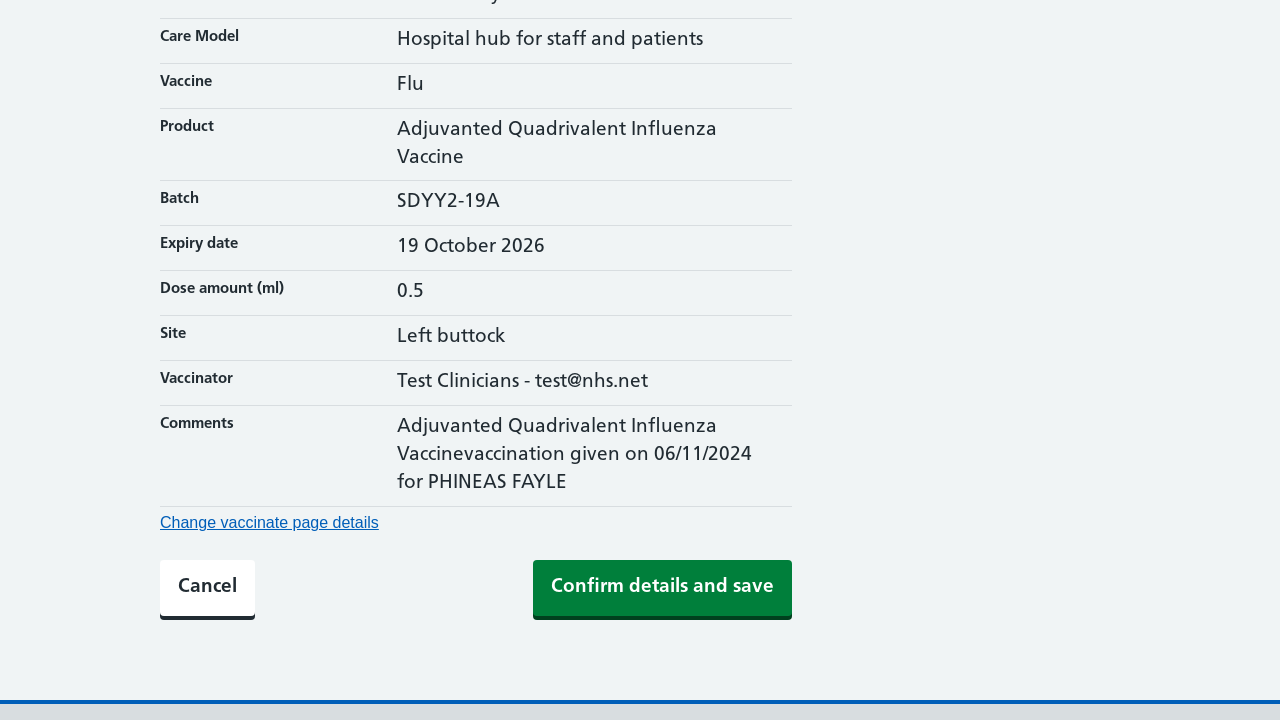 Care Model
Hospital hub for staff and patients
Vaccine
Flu
Product
Adjuvanted Quadrivalent Influenza
Vaccine
Batch
SDYY2-19A
Expiry date
19 October 2026
Dose amount (ml)
0.5
Site
Left buttock
Vaccinator
Test Clinicians - test@nhs.net
Comments
Adjuvanted Quadrivalent Influenza
Vaccinevaccination given on 06/11/2024
for PHINEAS FAYLE
Change vaccinate page details
Cancel
Confirm details and save